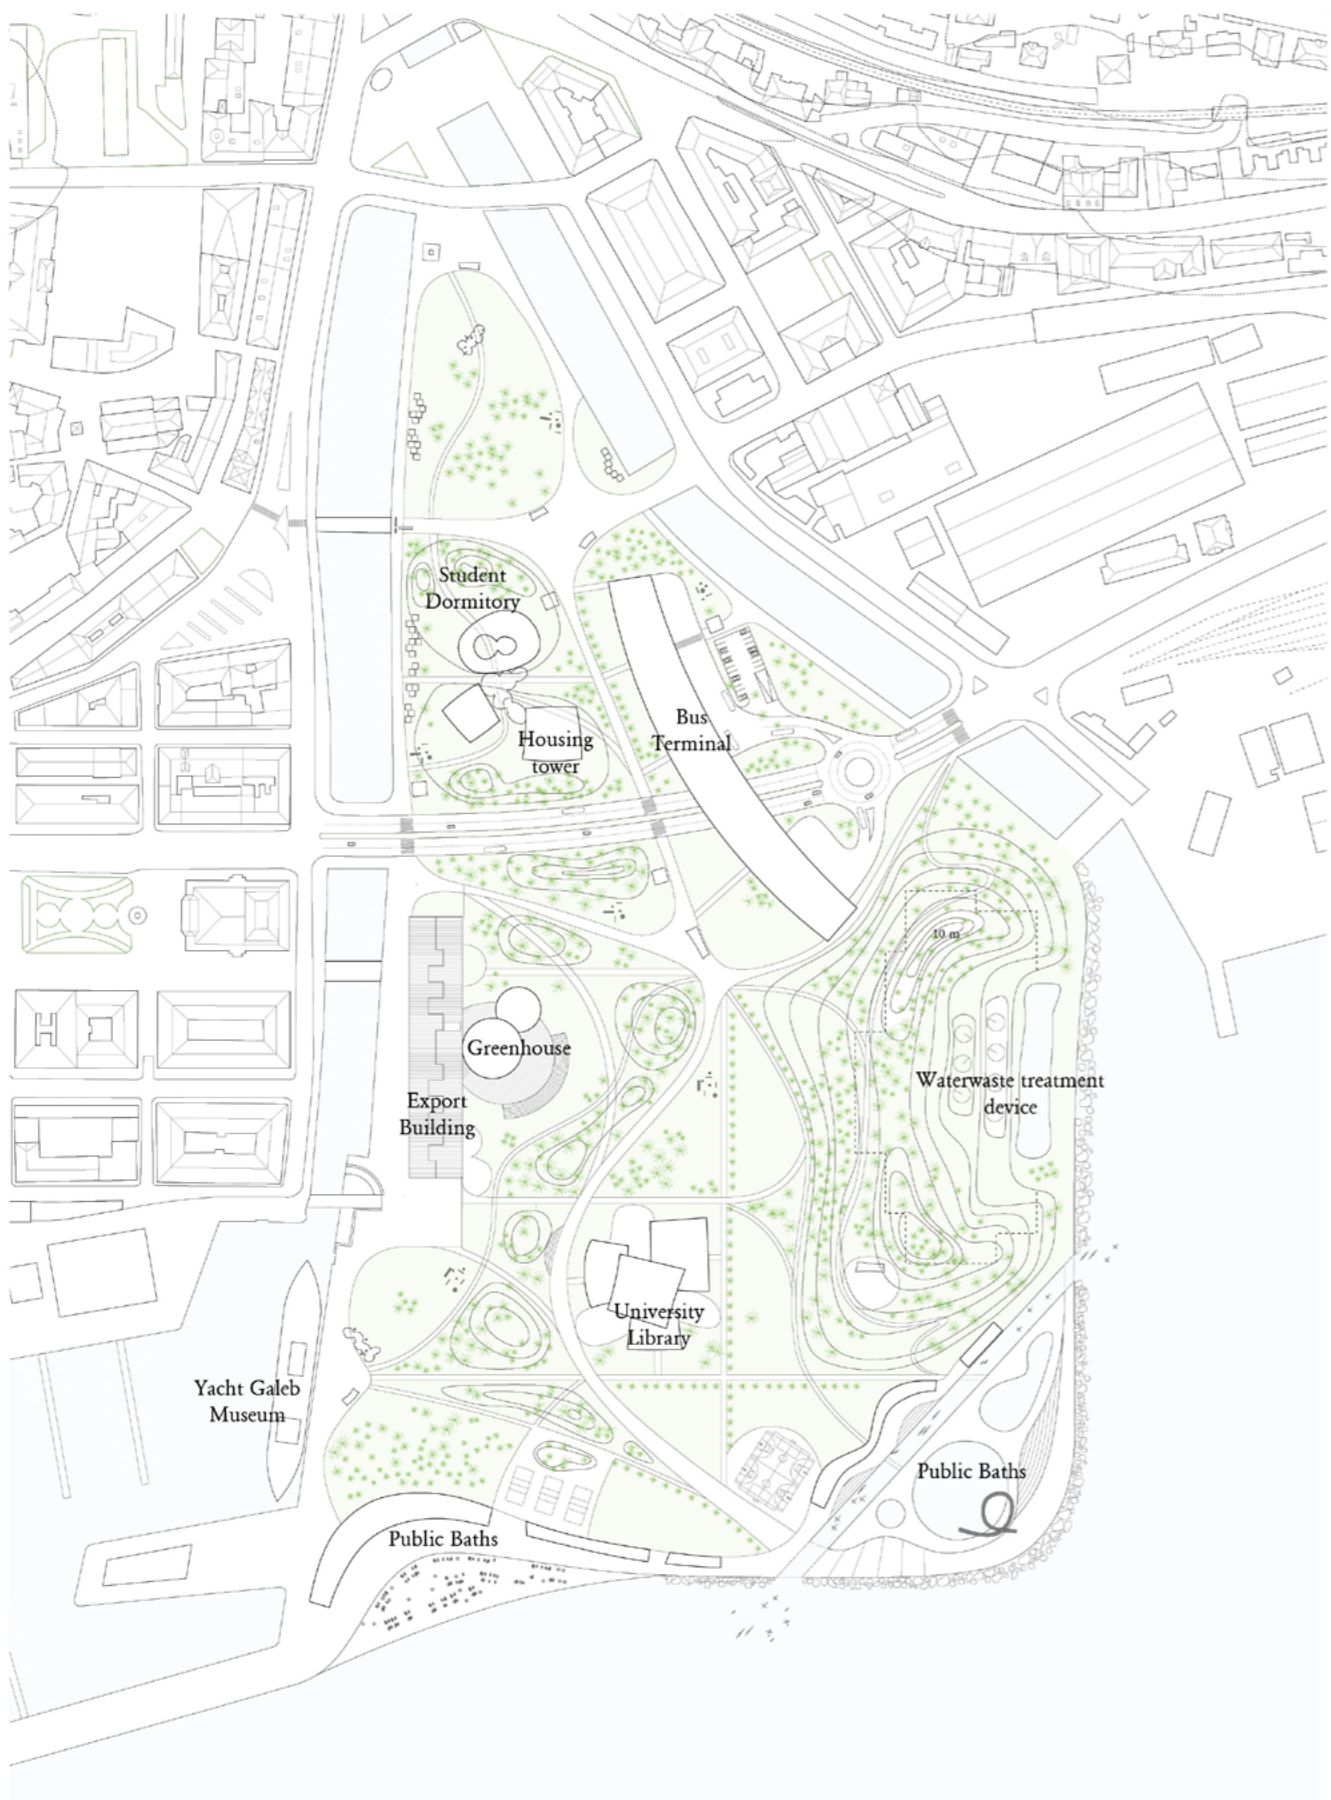 Student
Dormitory
Bus
Terminal
Housing
tower
10 m
Greenhouse
Waterwaste treatment
device
Export
Building
University
Library
Yacht Galeb
Museum
Public Baths
Public Baths